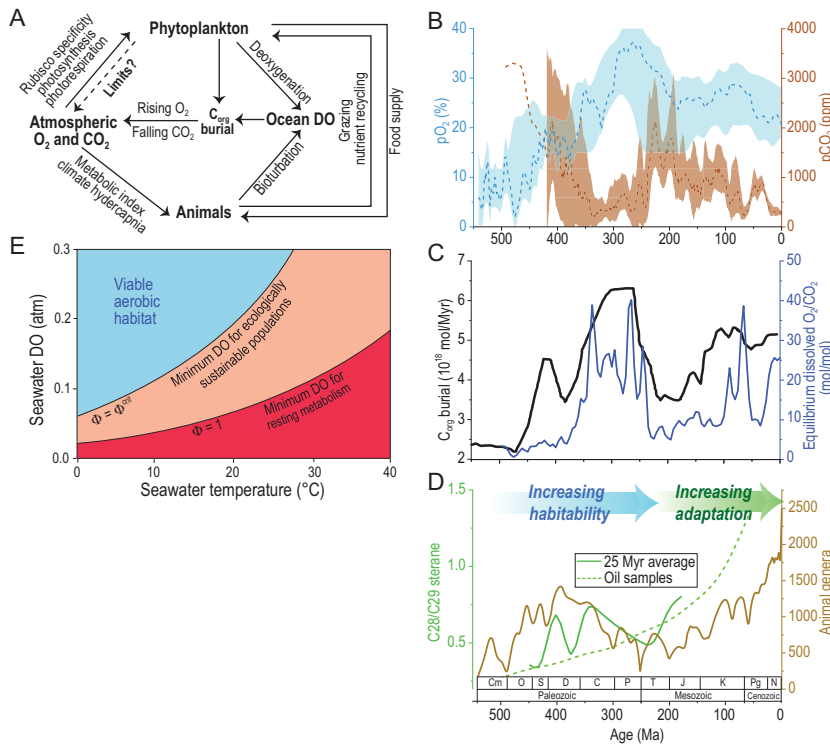 A
Phytoplankton
Rubisco specificity
photosynthesis
photorespiration
Limits?
Deoxygenation
Atmospheric
O2 and CO2
Rising O2
Falling CO2
Corg
burial
Ocean DO
Grazing
nutrient recycling
Food supply
Metabolic index
climate hydercapnia
Bioturbation
Animals
B
pO2 (%)
40
30
20
10
0
pCO2 (ppm)
4000
3000
2000
1000
0
500 400 300 200 100 0
C
Corg burial (10^18 mol/Myr)
7
6
5
4
3
2
Equilibrium dissolved O2/CO2
(mol/mol)
50
40
30
20
10
0
D
C28/C29 sterane
1.5
1.0
0.5
Increasing
habitability
Increasing
adaptation
25 Myr average
Oil samples
Animal genera
2500
2000
1500
1000
500
0
Cm O S D C P T J K Pg N
Paleozoic Mesozoic Cenozoic
500 400 300 200 100 0
Age (Ma)
E
Seawater DO (atm)
0.3
0.2
0.1
0.0
Viable
aerobic
habitat
Minimum DO for ecologically
sustainable populations
Φ = Φcrit
Minimum DO for
resting metabolism
Φ = 1
0 10 20 30 40
Seawater temperature (°C)